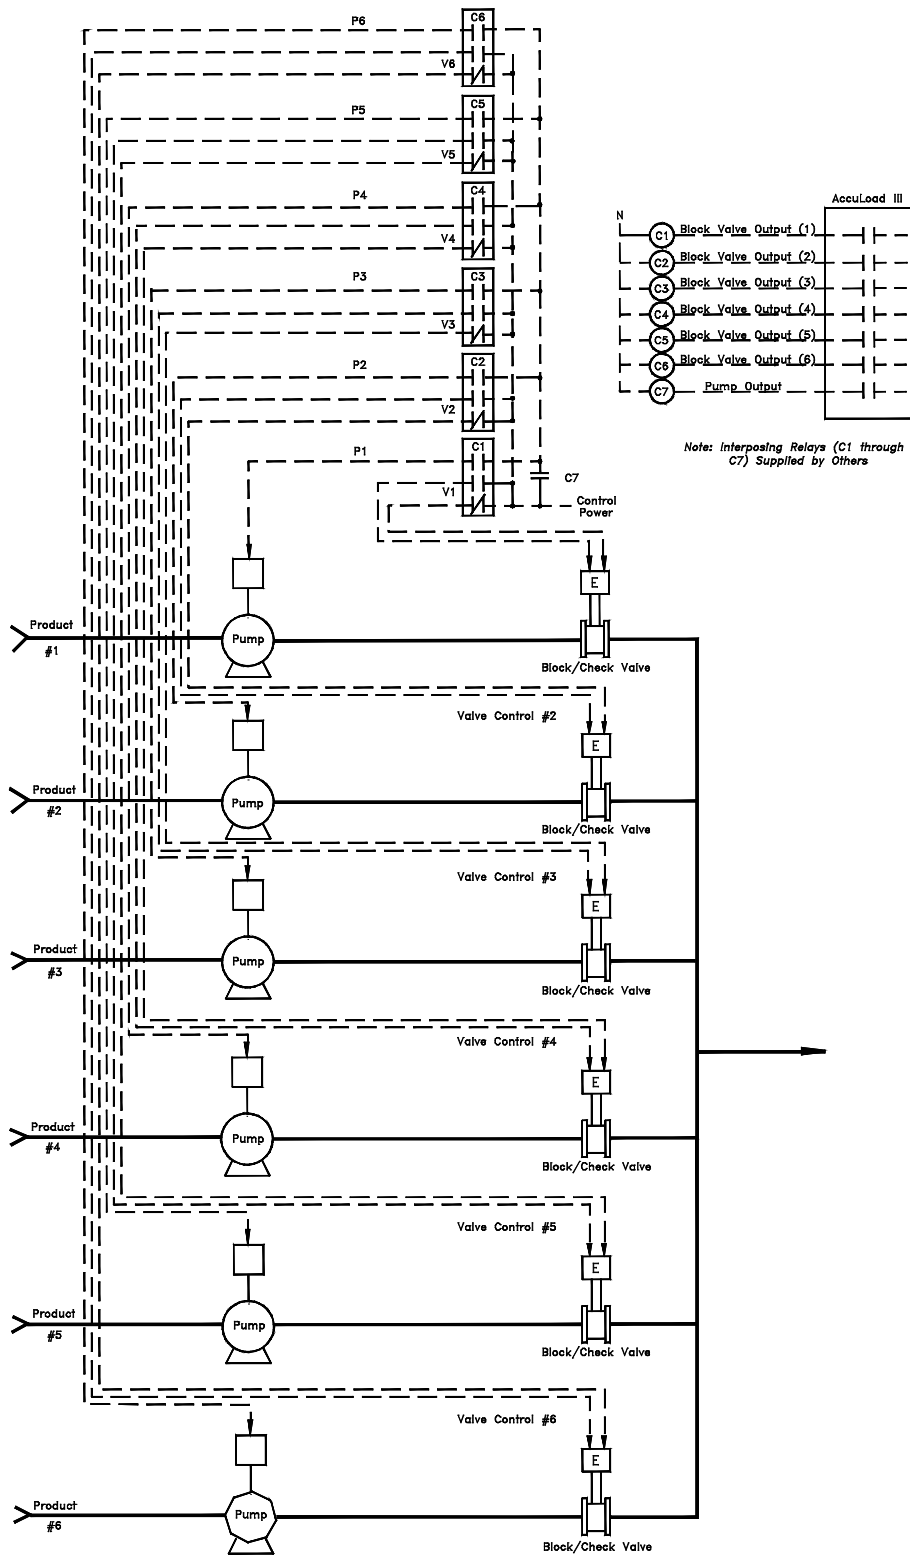 P6
C6
V6
P5
C5
V5
P4
C4
V4
P3
C3
V3
P2
C2
V2
P1
C1
V1
C7
Control
Power
AccuLoad III
N
C1 Block Valve Output (1)
C2 Block Valve Output (2)
C3 Block Valve Output (3)
C4 Block Valve Output (4)
C5 Block Valve Output (5)
C6 Block Valve Output (6)
C7 Pump Output
Note: Interposing Relays (C1 through
C7) Supplied by Others
E
Product
#1
Pump
Block/Check Valve
Valve Control #2
E
Product
#2
Pump
Block/Check Valve
Valve Control #3
E
Product
#3
Pump
Block/Check Valve
Valve Control #4
E
Product
#4
Pump
Block/Check Valve
Valve Control #5
E
Product
#5
Pump
Block/Check Valve
Valve Control #6
E
Product
#6
Pump
Block/Check Valve